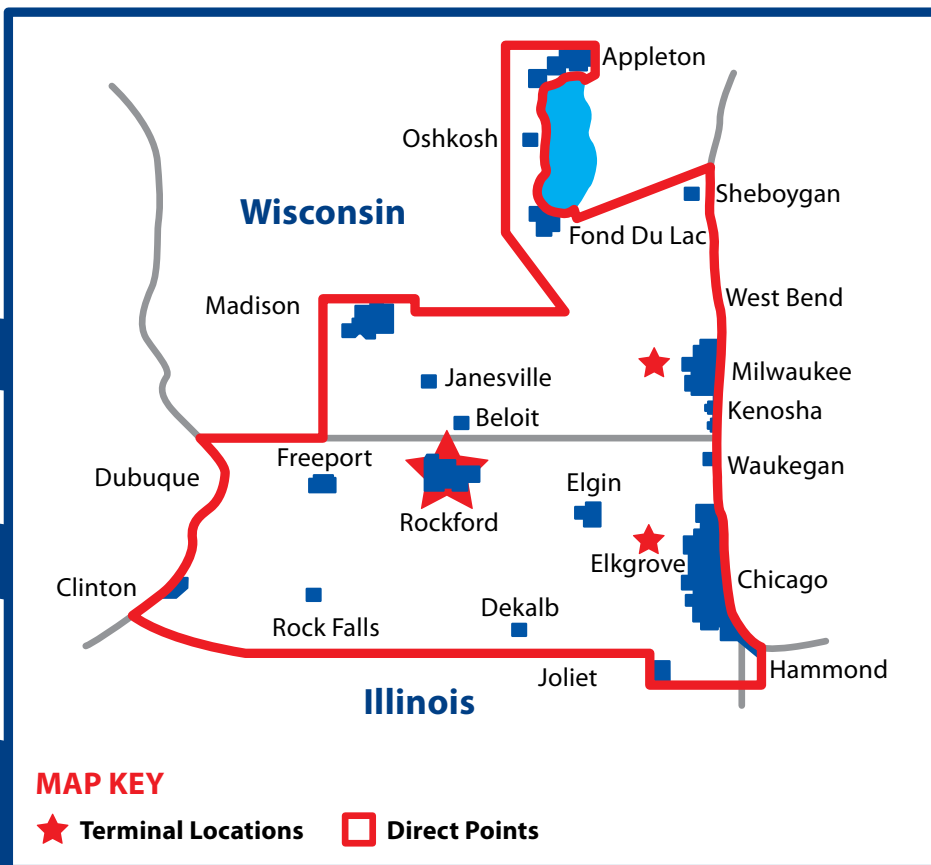 Appleton
Oshkosh
Sheboygan
Wisconsin
Fond Du Lac
West Bend
Madison
Milwaukee
Janesville
Kenosha
Beloit
Freeport
Waukegan
Dubuque
Elgin
Rockford
Elkgrove
Chicago
Clinton
Dekalb
Rock Falls
Joliet
Hammond
Illinois
MAP KEY
Terminal Locations Direct Points